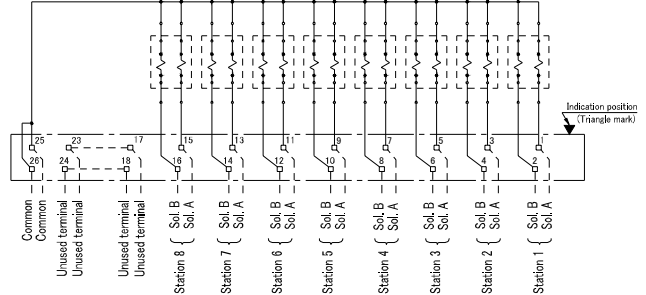 Indication position
(Triangle mark)
25 23 17 15 13 11 9 7 5 3 1
26 24 18 16 14 12 10 8 6 4 2
Common
Common
Unused terminal
Unused terminal
Unused terminal
Unused terminal
Sol. B
Sol. A
Station 8
Sol. B
Sol. A
Station 7
Sol. B
Sol. A
Station 6
Sol. B
Sol. A
Station 5
Sol. B
Sol. A
Station 4
Sol. B
Sol. A
Station 3
Sol. B
Sol. A
Station 2
Sol. B
Sol. A
Station 1